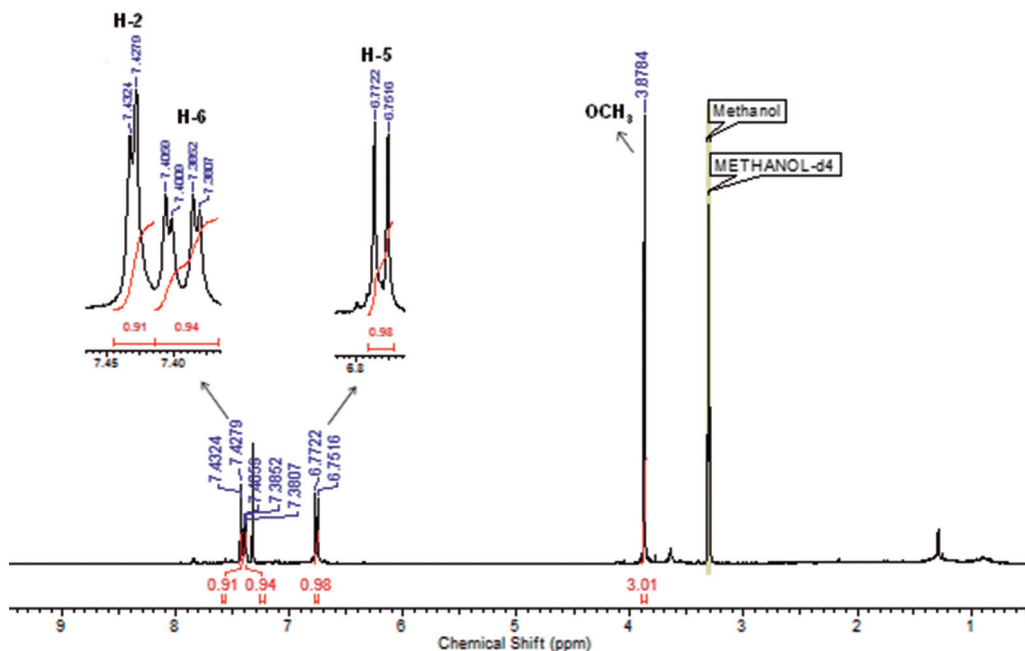 H-2
7.4324
7.4279
H-6
7.4059
7.4009
7.3852
7.3807
0.91 0.94
7.45 7.40
H-5
6.7722
6.7516
0.98
6.8
OCH3
3.8784
Methanol
METHANOL-d4
7.4324
7.4279
7.4059
7.3852
7.3807
6.7722
6.7516
0.91 0.94 0.98 3.01
9 8 7 6 5 4 3 2 1
Chemical Shift (ppm)